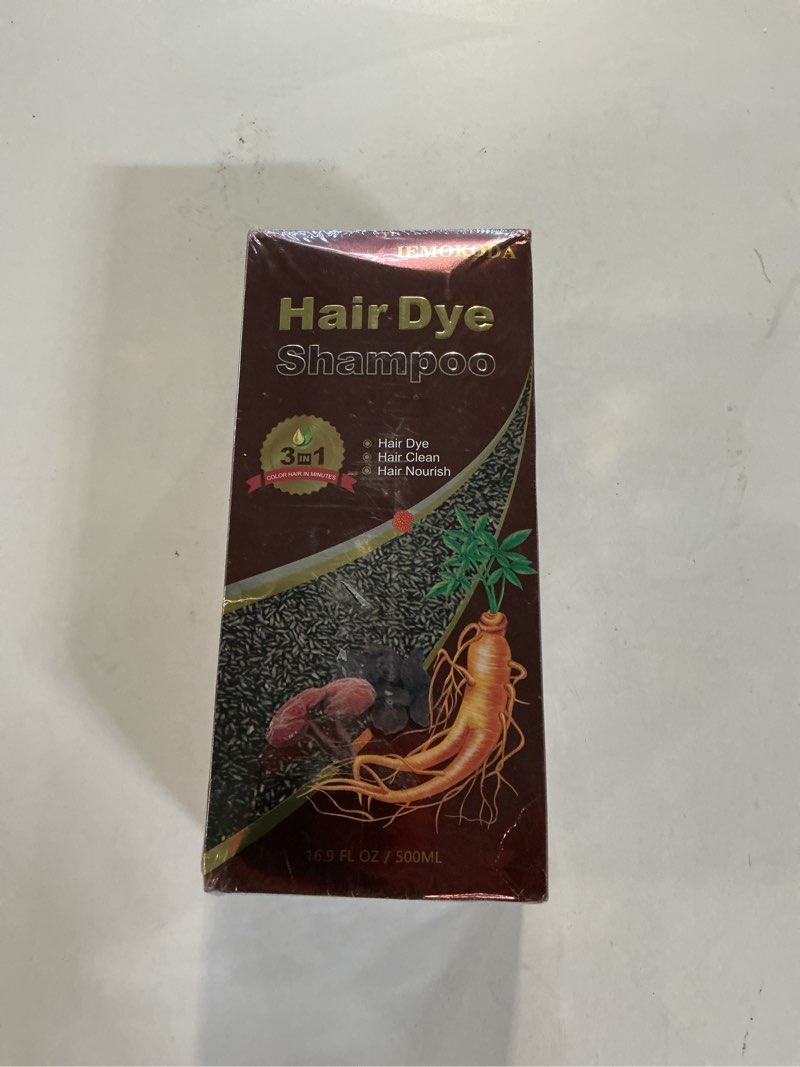 IEMOKODA
Hair Dye
Shampoo
3 IN 1
COLOR HAIR IN MINUTES
Hair Dye
Hair Clean
Hair Nourish
16.9 FL OZ / 500ML